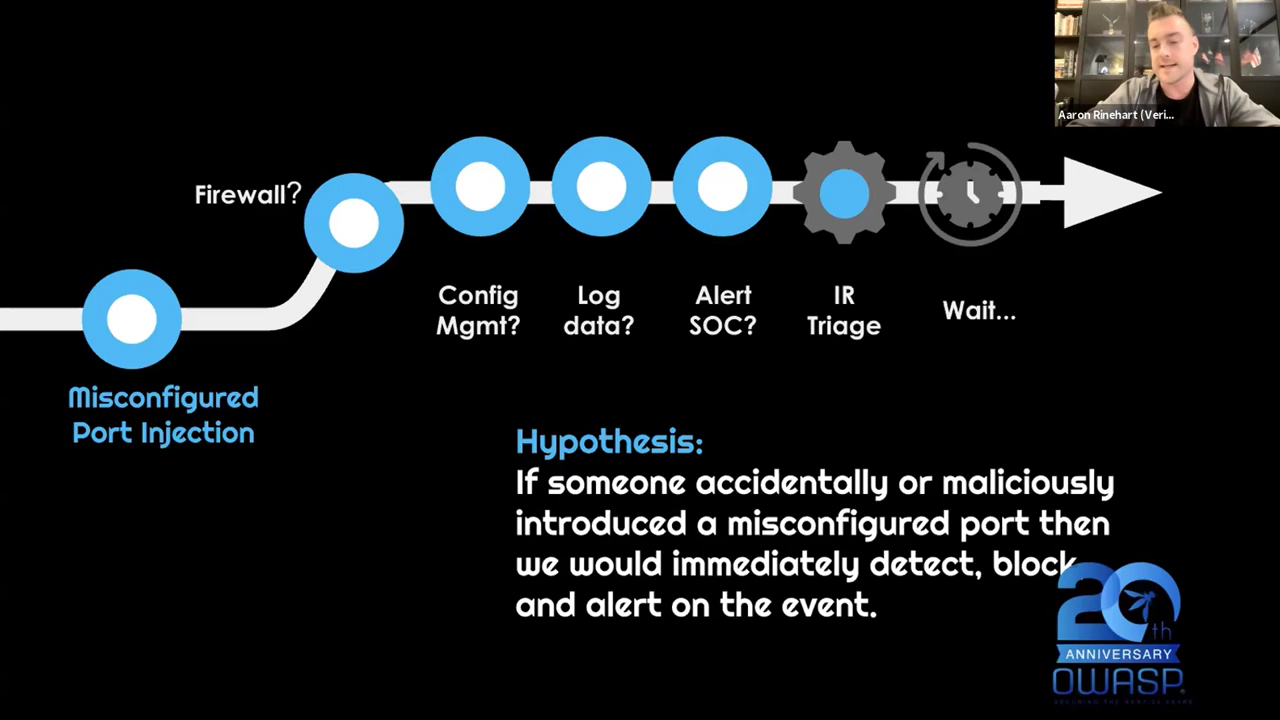 Aaron Rinehart (Veri...
Firewall?
Config
Mgmt?
Log
data?
Alert
SOC?
IR
Triage
Wait...
Misconfigured
Port Injection
Hypothesis:
If someone accidentally or maliciously
introduced a misconfigured port then
we would immediately detect, block
and alert on the event.
20th
ANNIVERSARY
OWASP